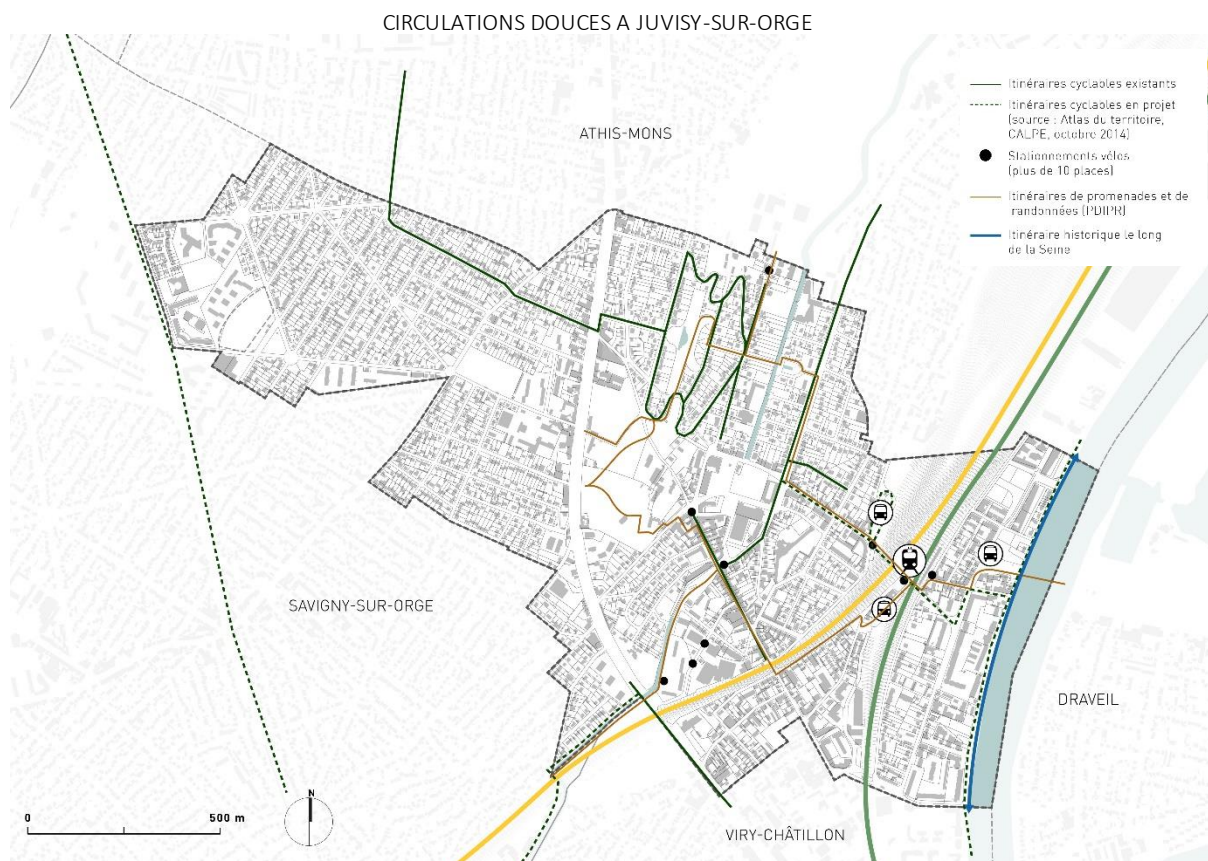 CIRCULATIONS DOUCES A JUVISY-SUR-ORGE
Itinéraires cyclables existants
Itinéraires cyclables en projet
(source : Atlas du territoire,
CALPE, octobre 2014)
Stationnements vélos
(plus de 10 places)
Itinéraires de promenades et de
randonnées (PDIPR)
Itinéraire historique le long
de la Seine
ATHIS-MONS
SAVIGNY-SUR-ORGE
DRAVEIL
VIRY-CHÂTILLON
N
0 500 m